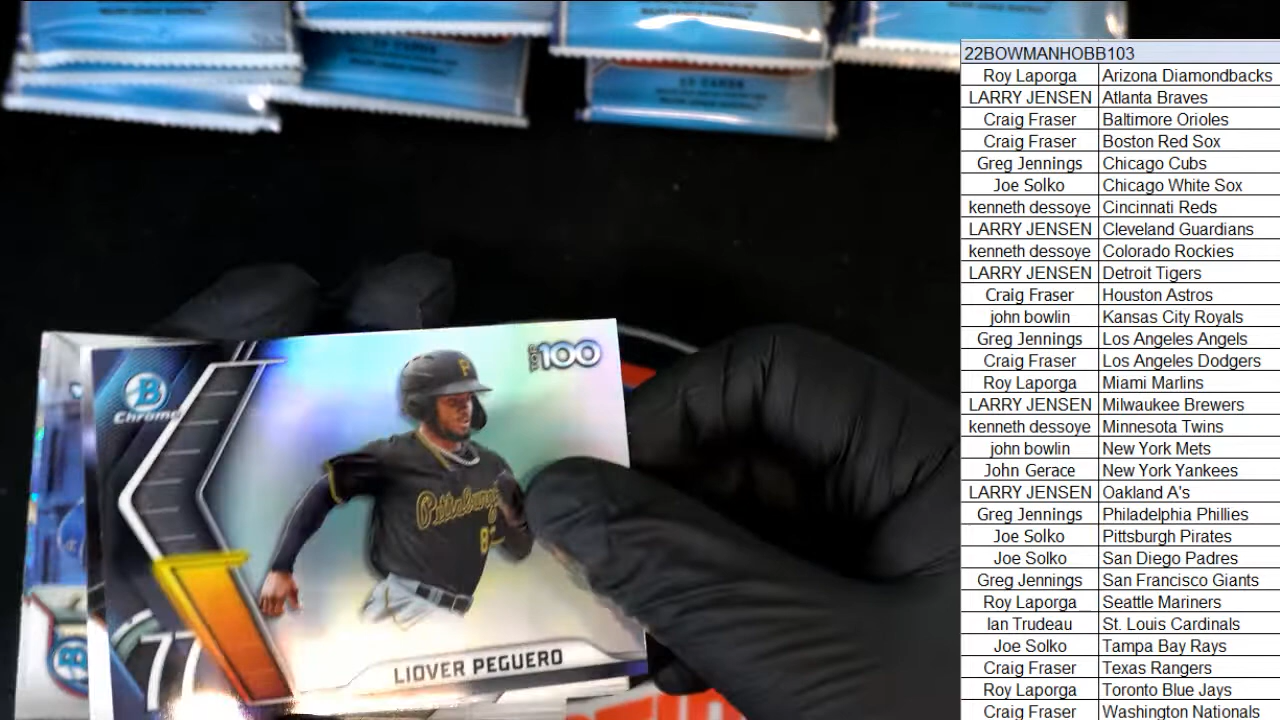 10 CARDS
22BOWMANHOBB103
Roy Laporga Arizona Diamondbacks
LARRY JENSEN Atlanta Braves
Craig Fraser Baltimore Orioles
Craig Fraser Boston Red Sox
Greg Jennings Chicago Cubs
Joe Solko Chicago White Sox
kenneth dessoye Cincinnati Reds
LARRY JENSEN Cleveland Guardians
kenneth dessoye Colorado Rockies
LARRY JENSEN Detroit Tigers
Craig Fraser Houston Astros
john bowlin Kansas City Royals
Greg Jennings Los Angeles Angels
Craig Fraser Los Angeles Dodgers
Roy Laporga Miami Marlins
LARRY JENSEN Milwaukee Brewers
kenneth dessoye Minnesota Twins
john bowlin New York Mets
John Gerace New York Yankees
LARRY JENSEN Oakland A's
Greg Jennings Philadelphia Phillies
Joe Solko Pittsburgh Pirates
Joe Solko San Diego Padres
Greg Jennings San Francisco Giants
Roy Laporga Seattle Mariners
Ian Trudeau St. Louis Cardinals
Joe Solko Tampa Bay Rays
Craig Fraser Texas Rangers
Roy Laporga Toronto Blue Jays
Craig Fraser Washington Nationals
100
B
Chrome
P
Pittsburgh
77
LIOVER PEGUERO
B